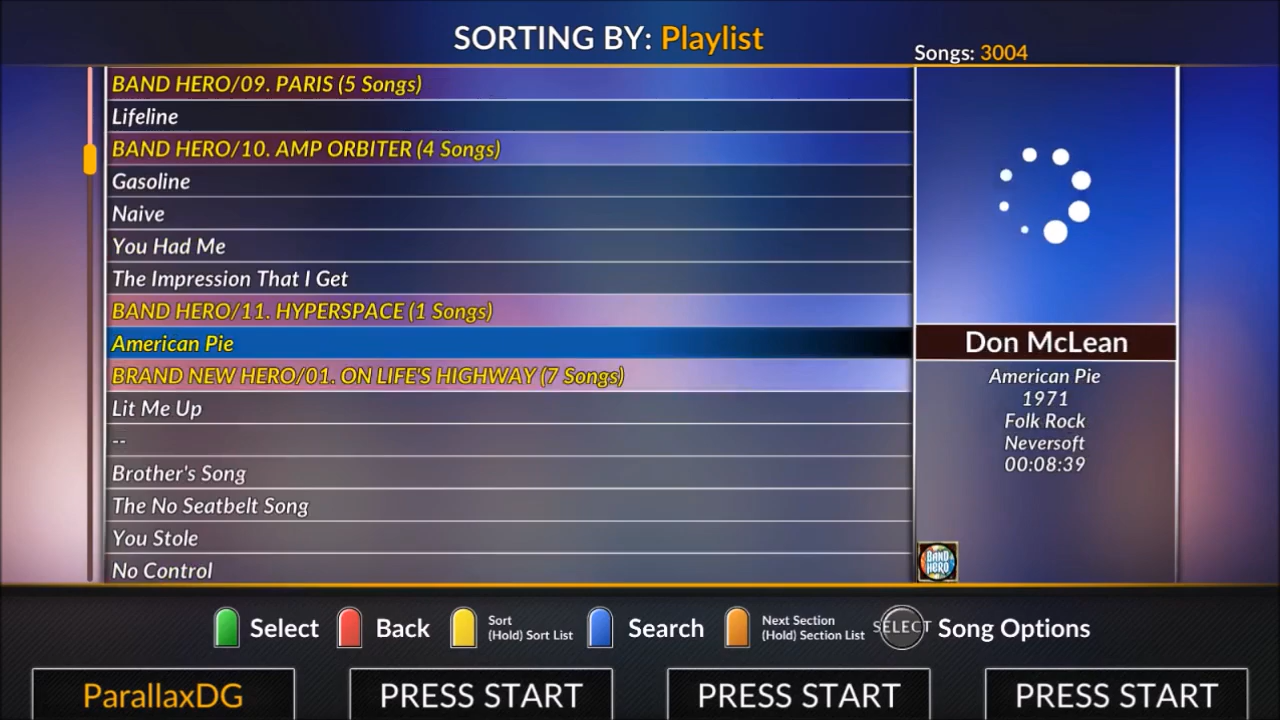 SORTING BY: Playlist
Songs: 3004
BAND HERO/09. PARIS (5 Songs)
Lifeline
BAND HERO/10. AMP ORBITER (4 Songs)
Gasoline
Naive
You Had Me
The Impression That I Get
BAND HERO/11. HYPERSPACE (1 Songs)
American Pie
BRAND NEW HERO/01. ON LIFE'S HIGHWAY (7 Songs)
Lit Me Up
--
Brother's Song
The No Seatbelt Song
You Stole
No Control
Don McLean
American Pie
1971
Folk Rock
Neversoft
00:08:39
BAND
HERO
Select
Back
Sort
(Hold) Sort List
Search
Next Section
(Hold) Section List
SELECT
Song Options
ParallaxDG
PRESS START
PRESS START
PRESS START